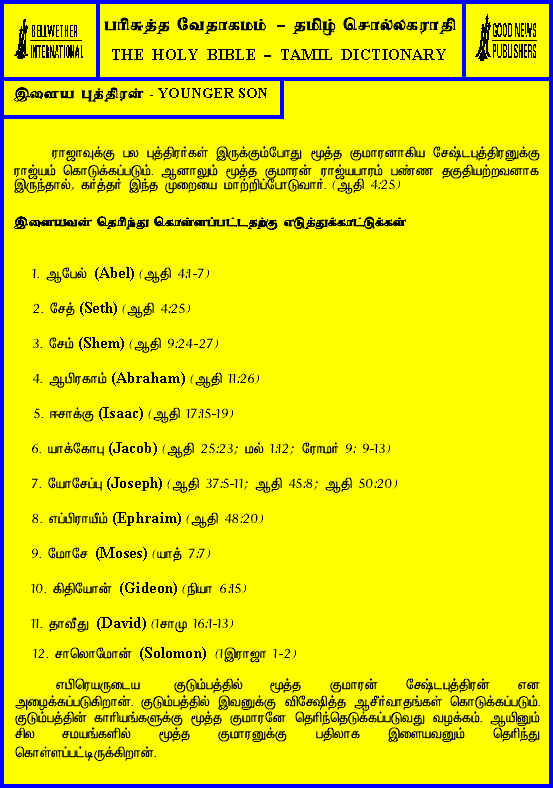 BELLWETHER
INTERNATIONAL
பரிசுத்த வேதாகமம் – தமிழ் சொல்லகராதி
THE HOLY BIBLE – TAMIL DICTIONARY
GOOD NEWS
PUBLISHERS
இளைய புத்திரன் - YOUNGER SON
ராஜாவுக்கு பல புத்திரர்கள் இருக்கும்போது மூத்த குமாரனாகிய சேஷ்டபுத்திரனுக்கு
ராஜ்யம் கொடுக்கப்படும். ஆனாலும் மூத்த குமாரன் ராஜ்யபாரம் பண்ண தகுதியற்றவனாக
இருந்தால், கர்த்தர் இந்த முறையை மாற்றிப்போடுவார். (ஆதி 4:25)
இளையவன் தெரிந்து கொள்ளப்பட்டதற்கு எடுத்துக்காட்டுக்கள்
1. ஆபேல் (Abel) (ஆதி 4:1-7)
2. சேத் (Seth) (ஆதி 4:25)
3. சேம் (Shem) (ஆதி 9:24-27)
4. ஆபிரகாம் (Abraham) (ஆதி 11:26)
5. ஈசாக்கு (Isaac) (ஆதி 17:15-19)
6. யாக்கோபு (Jacob) (ஆதி 25:23; மல் 1:12; ரோமர் 9: 9-13)
7. யோசேப்பு (Joseph) (ஆதி 37:5-11; ஆதி 45:8; ஆதி 50:20)
8. எப்பிராயீம் (Ephraim) (ஆதி 48:20)
9. மோசே (Moses) (யாத் 7:7)
10. கிதியோன் (Gideon) (நியா 6:15)
11. தாவீது (David) (1சாமு 16:1-13)
12. சாலொமோன் (Solomon) (1இராஜா 1-2)
எபிரெயருடைய குடும்பத்தில் மூத்த குமாரன் சேஷ்டபுத்திரன் என
அழைக்கப்படுகிறான். குடும்பத்தில் இவனுக்கு விசேஷித்த ஆசீர்வாதங்கள் கொடுக்கப்படும்.
குடும்பத்தின் காரியங்களுக்கு மூத்த குமாரனே தெரிந்தெடுக்கப்படுவது வழக்கம். ஆயினும்
சில சமயங்களில் மூத்த குமாரனுக்கு பதிலாக இளையவனும் தெரிந்து
கொள்ளப்பட்டிருக்கிறான்.